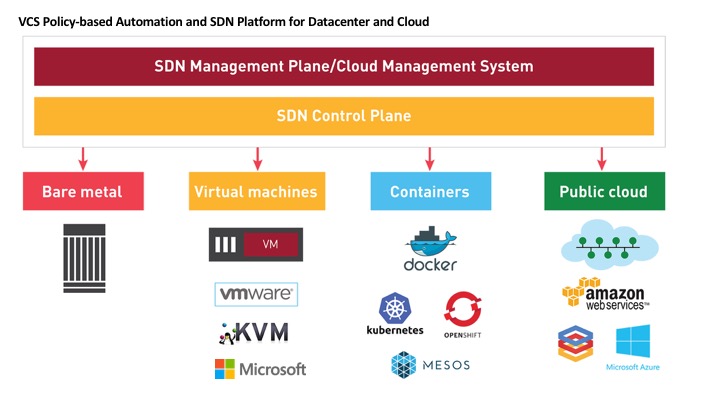 VCS Policy-based Automation and SDN Platform for Datacenter and Cloud
SDN Management Plane/Cloud Management System
SDN Control Plane
Bare metal
Virtual machines
Containers
Public cloud
VM
docker
vmware®
kubernetes
OPENSHIFT
amazon
web services™
KVM
Microsoft
MESOS
Microsoft Azure